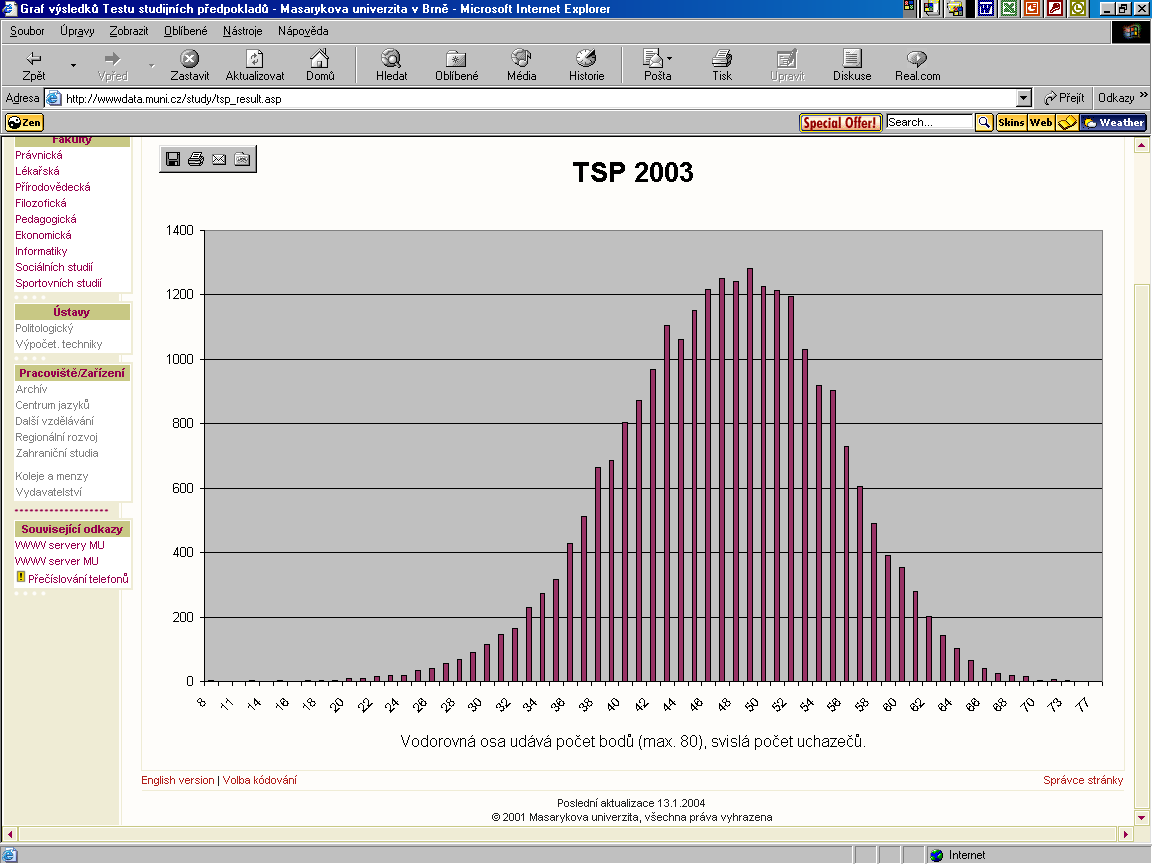 Graf výsledků Testu studijních předpokladů - Masarykova univerzita v Brně - Microsoft Internet Explorer
Soubor Úpravy Zobrazit Oblíbené Nástroje Nápověda
Zpět Vpřed Zastavit Aktualizovat Domů Hledat Oblíbené Média Historie Pošta Tisk Upravit Diskuse Real.com
Adresa http://wwwdata.muni.cz/study/tsp_result.asp Přejít Odkazy »
Zen Special Offer! Search... Skins Web Weather
Fakulty
Právnická
Lékařská
Přírodovědecká
Filozofická
Pedagogická
Ekonomická
Informatiky
Sociálních studií
Sportovních studií
Ústavy
Politologický
Výpočet. techniky
Pracoviště/Zařízení
Archív
Centrum jazyků
Další vzdělávání
Regionální rozvoj
Zahraniční studia
Koleje a menzy
Vydavatelství
Související odkazy
WWW servery MU
WWW server MU
Přečíslování telefonů
TSP 2003
1400
1200
1000
800
600
400
200
0
8 11 14 16 18 20 22 24 26 28 30 32 34 36 38 40 42 44 46 48 50 52 54 56 58 60 62 64 66 68 70 73 77
Vodorovná osa udává počet bodů (max. 80), svislá počet uchazečů.
English version | Volba kódování Správce stránky
Poslední aktualizace 13.1.2004
© 2001 Masarykova univerzita, všechna práva vyhrazena
Internet